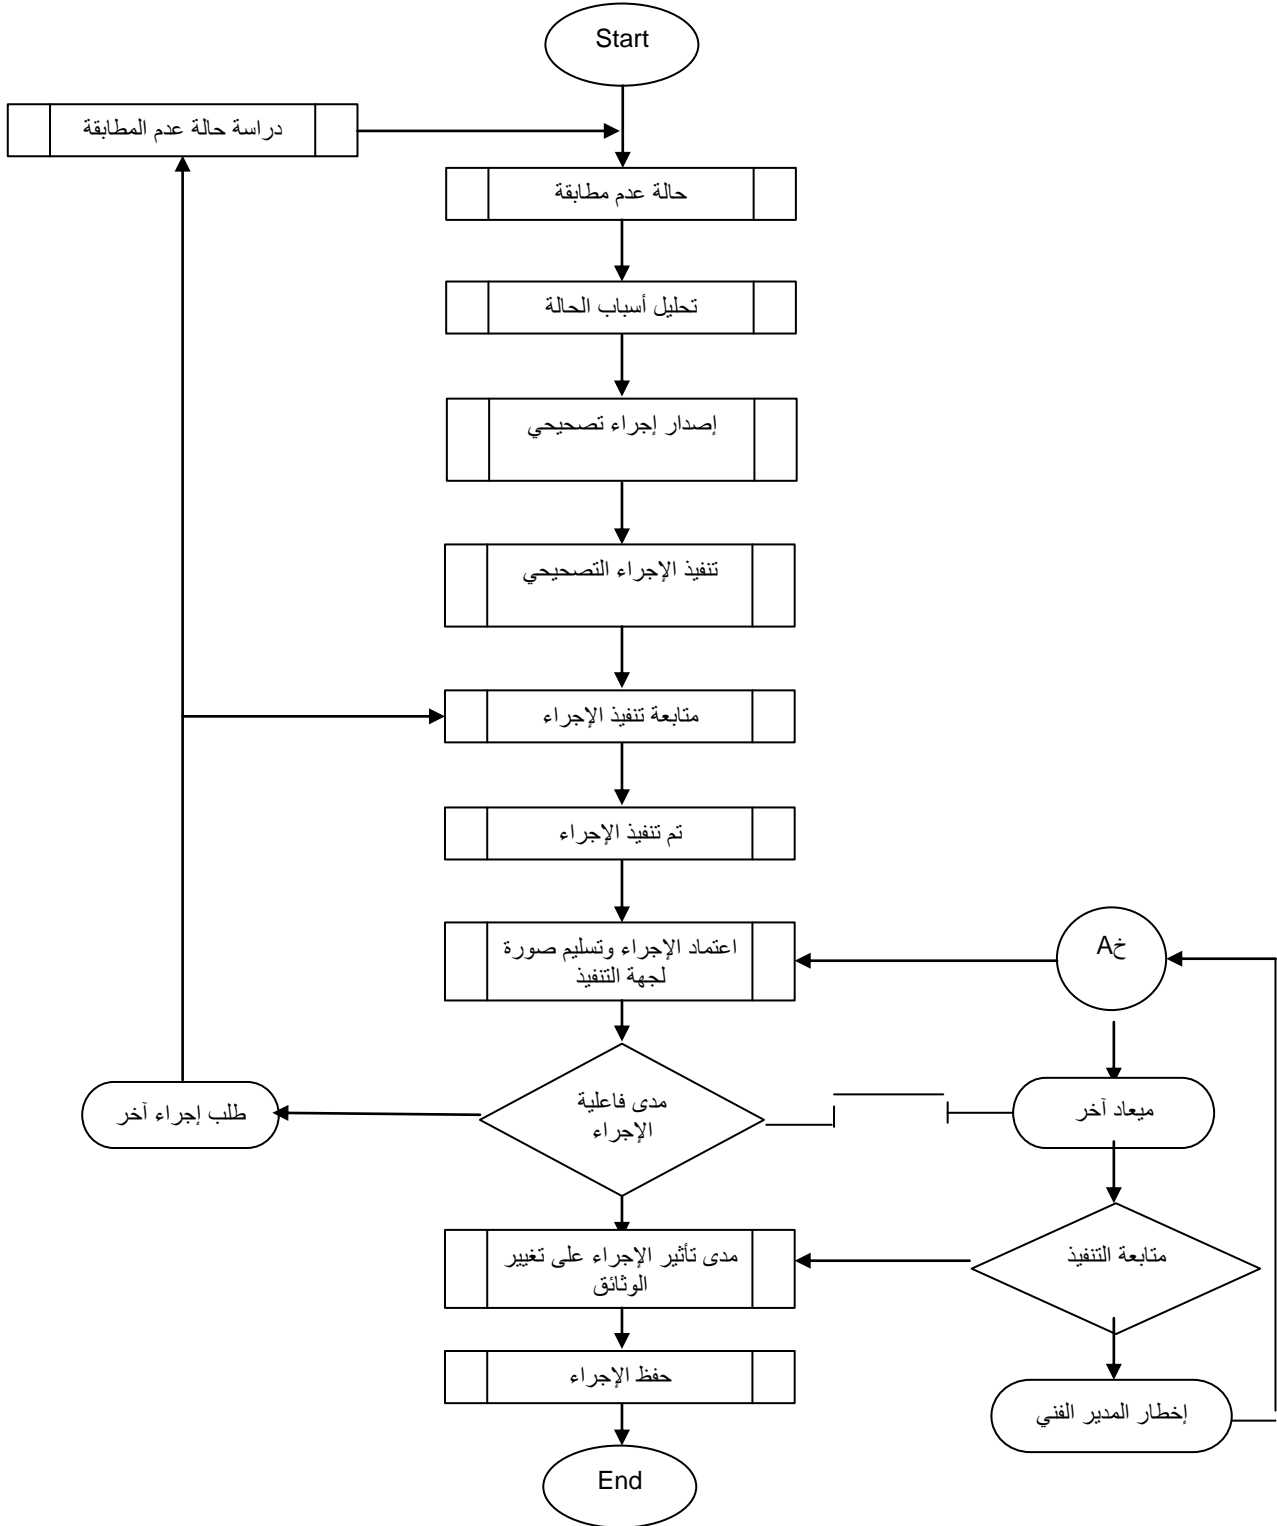 Start
دراسة حالة عدم المطابقة
حالة عدم مطابقة
تحليل أسباب الحالة
إصدار إجراء تصحيحي
تنفيذ الإجراء التصحيحي
متابعة تنفيذ الإجراء
تم تنفيذ الإجراء
اعتماد الإجراء وتسليم صورة
لجهة التنفيذ
خA
مدى فاعلية
الإجراء
طلب إجراء آخر
ميعاد آخر
مدى تأثير الإجراء على تغيير
الوثائق
متابعة التنفيذ
حفظ الإجراء
إخطار المدير الفني
End